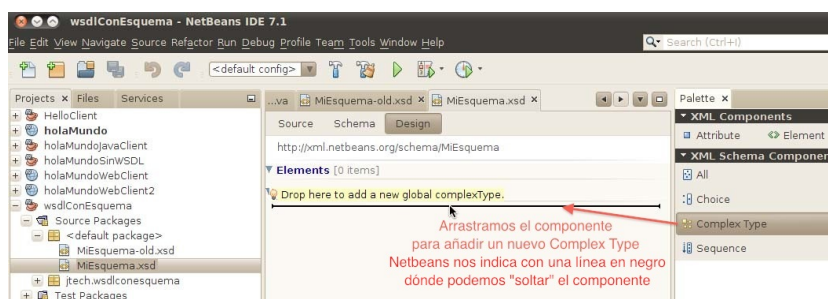 wsdlConEsquema - NetBeans IDE 7.1
File Edit View Navigate Source Refactor Run Debug Profile Team Tools Window Help
Search (Ctrl+I)
<default config>
Projects Files Services
HelloClient
holaMundo
holaMundoJavaClient
holaMundoSinWSDL
holaMundoWebClient
holaMundoWebClient2
wsdlConEsquema
Source Packages
<default package>
MiEsquema-old.xsd
MiEsquema.xsd
jtech.wsdlconesquema
Test Packages
...va MiEsquema-old.xsd MiEsquema.xsd
Source Schema Design
http://xml.netbeans.org/schema/MiEsquema
Elements [0 items]
Drop here to add a new global complexType.
Arrastramos el componente
para añadir un nuevo Complex Type
Netbeans nos indica con una línea en negro
dónde podemos "soltar" el componente
Palette
XML Components
Attribute Element
XML Schema Componen
All
Choice
Complex Type
Sequence